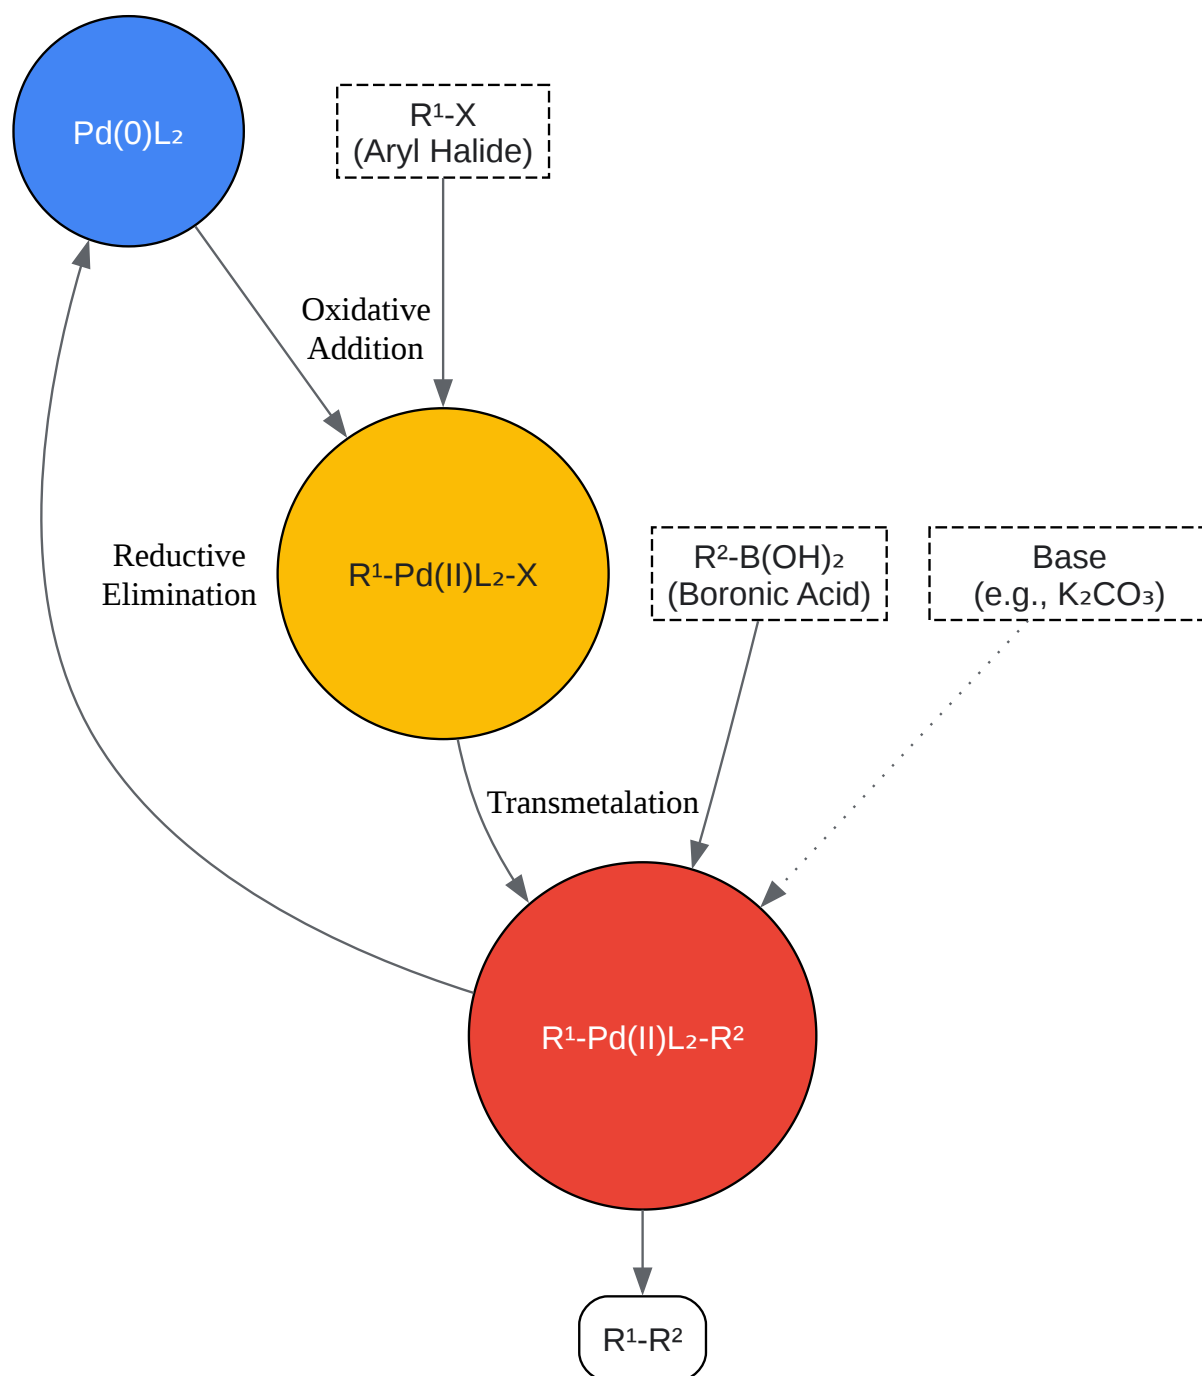 Pd(0)L₂
R¹-X
(Aryl Halide)
Oxidative
Addition
Reductive
Elimination
R¹-Pd(II)L₂-X
R²-B(OH)₂
(Boronic Acid)
Base
(e.g., K₂CO₃)
Transmetalation
R¹-Pd(II)L₂-R²
R¹-R²